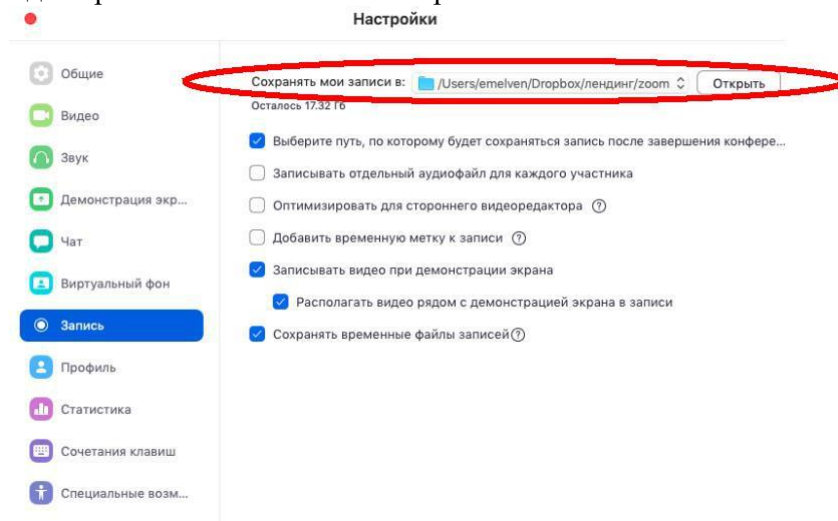 Настройки
Общие
Видео
Звук
Демонстрация экр...
Чат
Виртуальный фон
Запись
Профиль
Статистика
Сочетания клавиш
Специальные возм...
Сохранять мои записи в: /Users/emelven/Dropbox/лендинг/zoom Открыть
Осталось 17.32 Гб
Выберите путь, по которому будет сохраняться запись после завершения конфере...
Записывать отдельный аудиофайл для каждого участника
Оптимизировать для стороннего видеоредактора ?
Добавить временную метку к записи ?
Записывать видео при демонстрации экрана
Располагать видео рядом с демонстрацией экрана в записи
Сохранять временные файлы записей ?